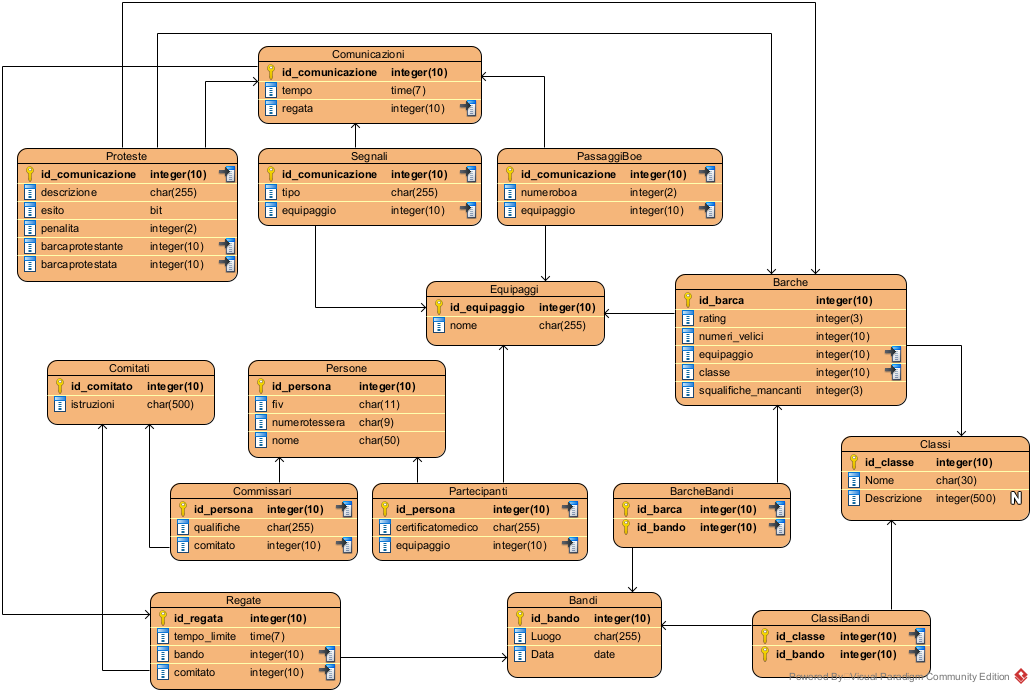 Comunicazioni
id_comunicazione integer(10)
tempo time(7)
regata integer(10)
Proteste
id_comunicazione integer(10)
descrizione char(255)
esito bit
penalita integer(2)
barcaprotestante integer(10)
barcaprotestata integer(10)
Segnali
id_comunicazione integer(10)
tipo char(255)
equipaggio integer(10)
PassaggiBoe
id_comunicazione integer(10)
numeroboa integer(2)
equipaggio integer(10)
Equipaggi
id_equipaggio integer(10)
nome char(255)
Barche
id_barca integer(10)
rating integer(3)
numeri_velici integer(10)
equipaggio integer(10)
classe integer(10)
squalifiche_mancanti integer(3)
Comitati
id_comitato integer(10)
istruzioni char(500)
Persone
id_persona integer(10)
fiv char(11)
numerotessera char(9)
nome char(50)
Classi
id_classe integer(10)
Nome char(30)
Descrizione integer(500) N
Commissari
id_persona integer(10)
qualifiche char(255)
comitato integer(10)
Partecipanti
id_persona integer(10)
certificatomedico char(255)
equipaggio integer(10)
BarcheBandi
id_barca integer(10)
id_bando integer(10)
Regate
id_regata integer(10)
tempo_limite time(7)
bando integer(10)
comitato integer(10)
Bandi
id_bando integer(10)
Luogo char(255)
Data date
ClassiBandi
id_classe integer(10)
id_bando integer(10)
Powered By Visual Paradigm Community Edition